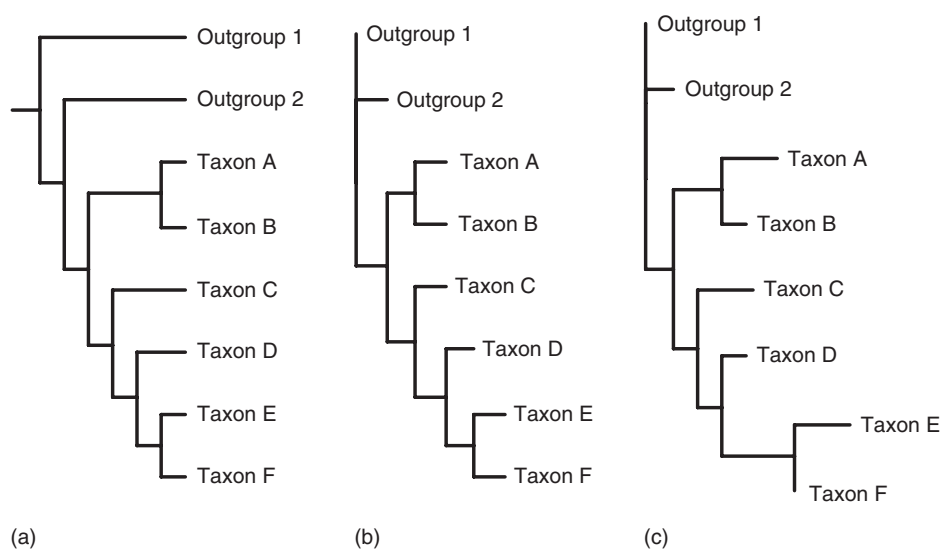 Outgroup 1
Outgroup 2
Taxon A
Taxon B
Taxon C
Taxon D
Taxon E
Taxon F
(a)
Outgroup 1
Outgroup 2
Taxon A
Taxon B
Taxon C
Taxon D
Taxon E
Taxon F
(b)
Outgroup 1
Outgroup 2
Taxon A
Taxon B
Taxon C
Taxon D
Taxon E
Taxon F
(c)